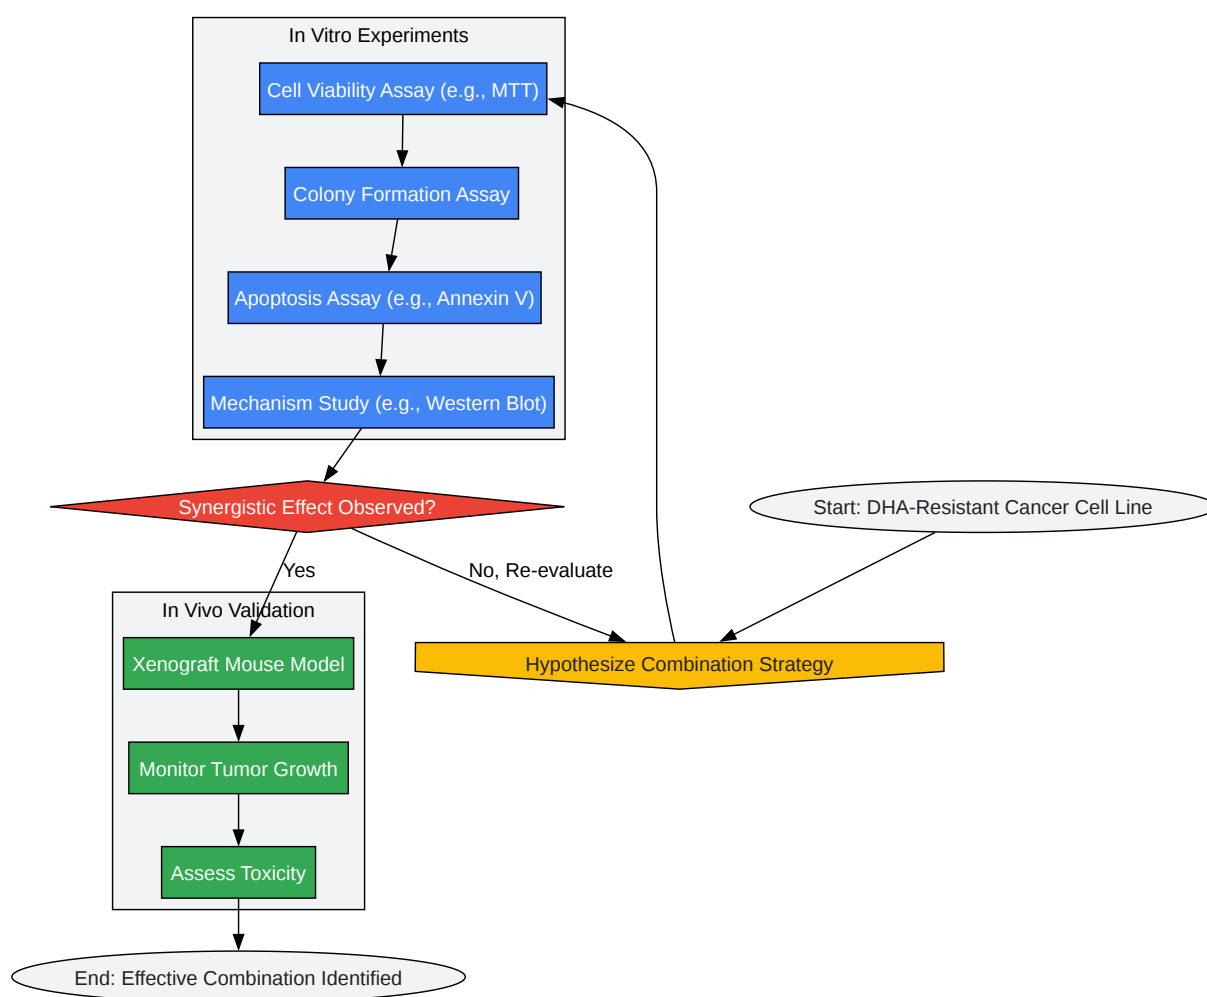 In Vitro Experiments
Cell Viability Assay (e.g., MTT)
Colony Formation Assay
Apoptosis Assay (e.g., Annexin V)
Mechanism Study (e.g., Western Blot)
Synergistic Effect Observed?
Start: DHA-Resistant Cancer Cell Line
Yes
No, Re-evaluate
In Vivo Validation
Xenograft Mouse Model
Hypothesize Combination Strategy
Monitor Tumor Growth
Assess Toxicity
End: Effective Combination Identified